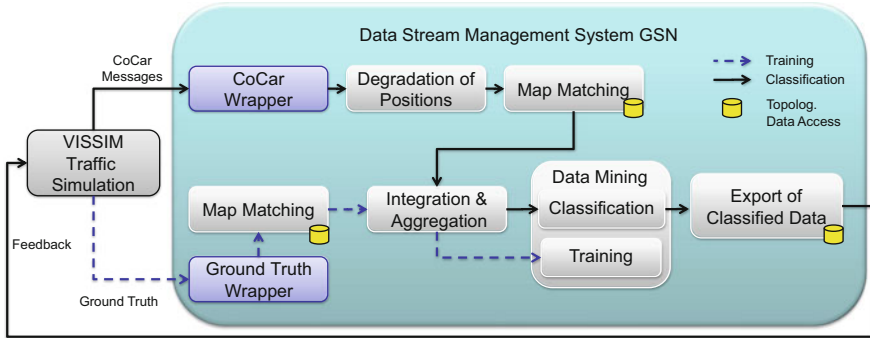 Data Stream Management System GSN
CoCar
Messages
Training
Classification
Topolog.
Data Access
CoCar
Wrapper
Degradation of
Positions
Map Matching
VISSIM
Traffic
Simulation
Data Mining
Map Matching
Integration &
Aggregation
Classification
Export of
Classified Data
Feedback
Ground Truth
Wrapper
Training
Ground Truth